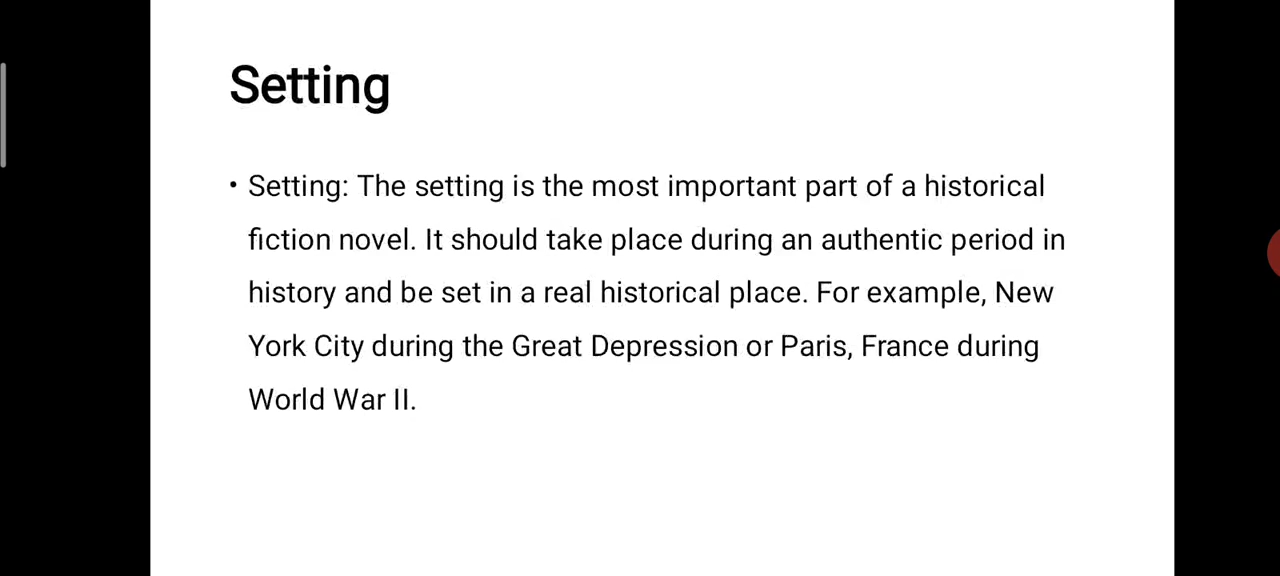 Setting
• Setting: The setting is the most important part of a historical
fiction novel. It should take place during an authentic period in
history and be set in a real historical place. For example, New
York City during the Great Depression or Paris, France during
World War II.